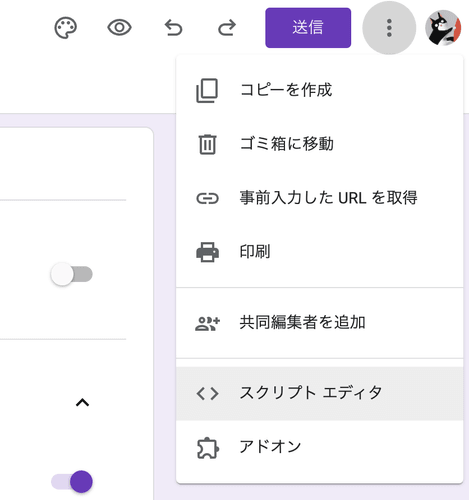 送信
コピーを作成
ゴミ箱に移動
事前入力した URL を取得
印刷
共同編集者を追加
スクリプト エディタ
アドオン